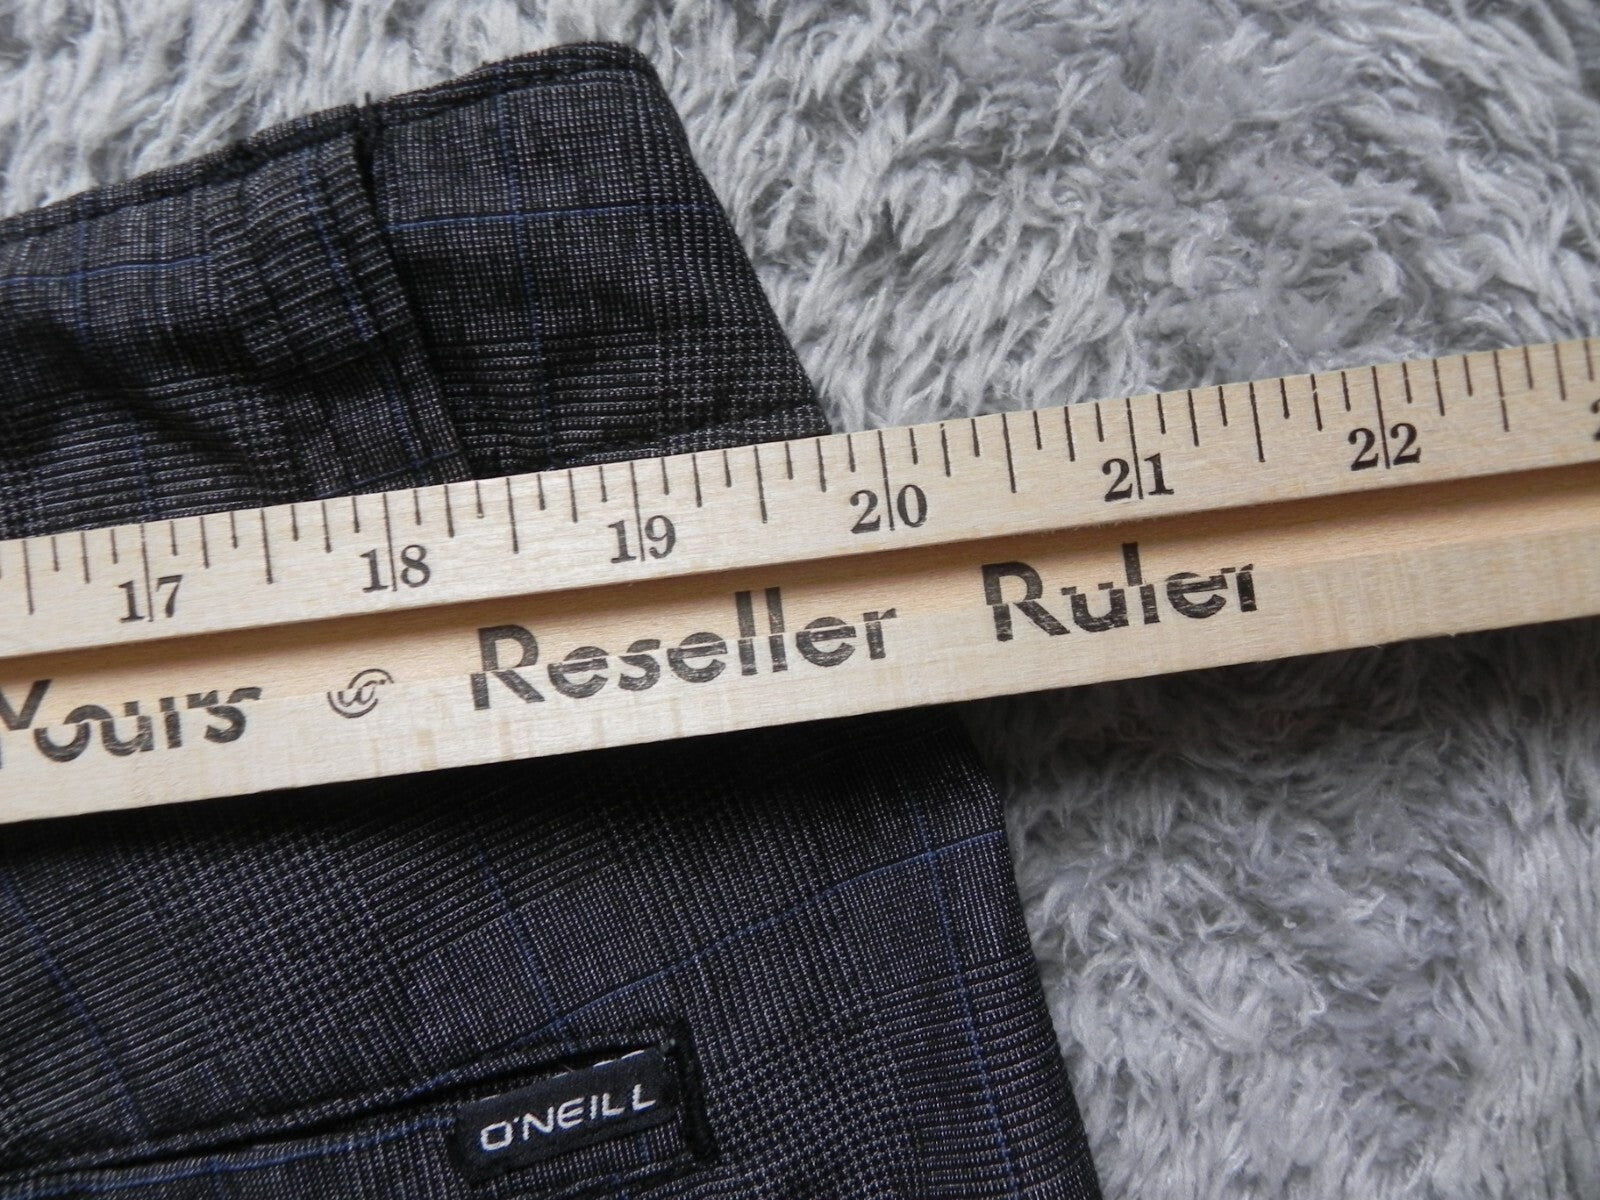 17 18 19 20 21 22
Yours Reseller Ruler
O'NEILL